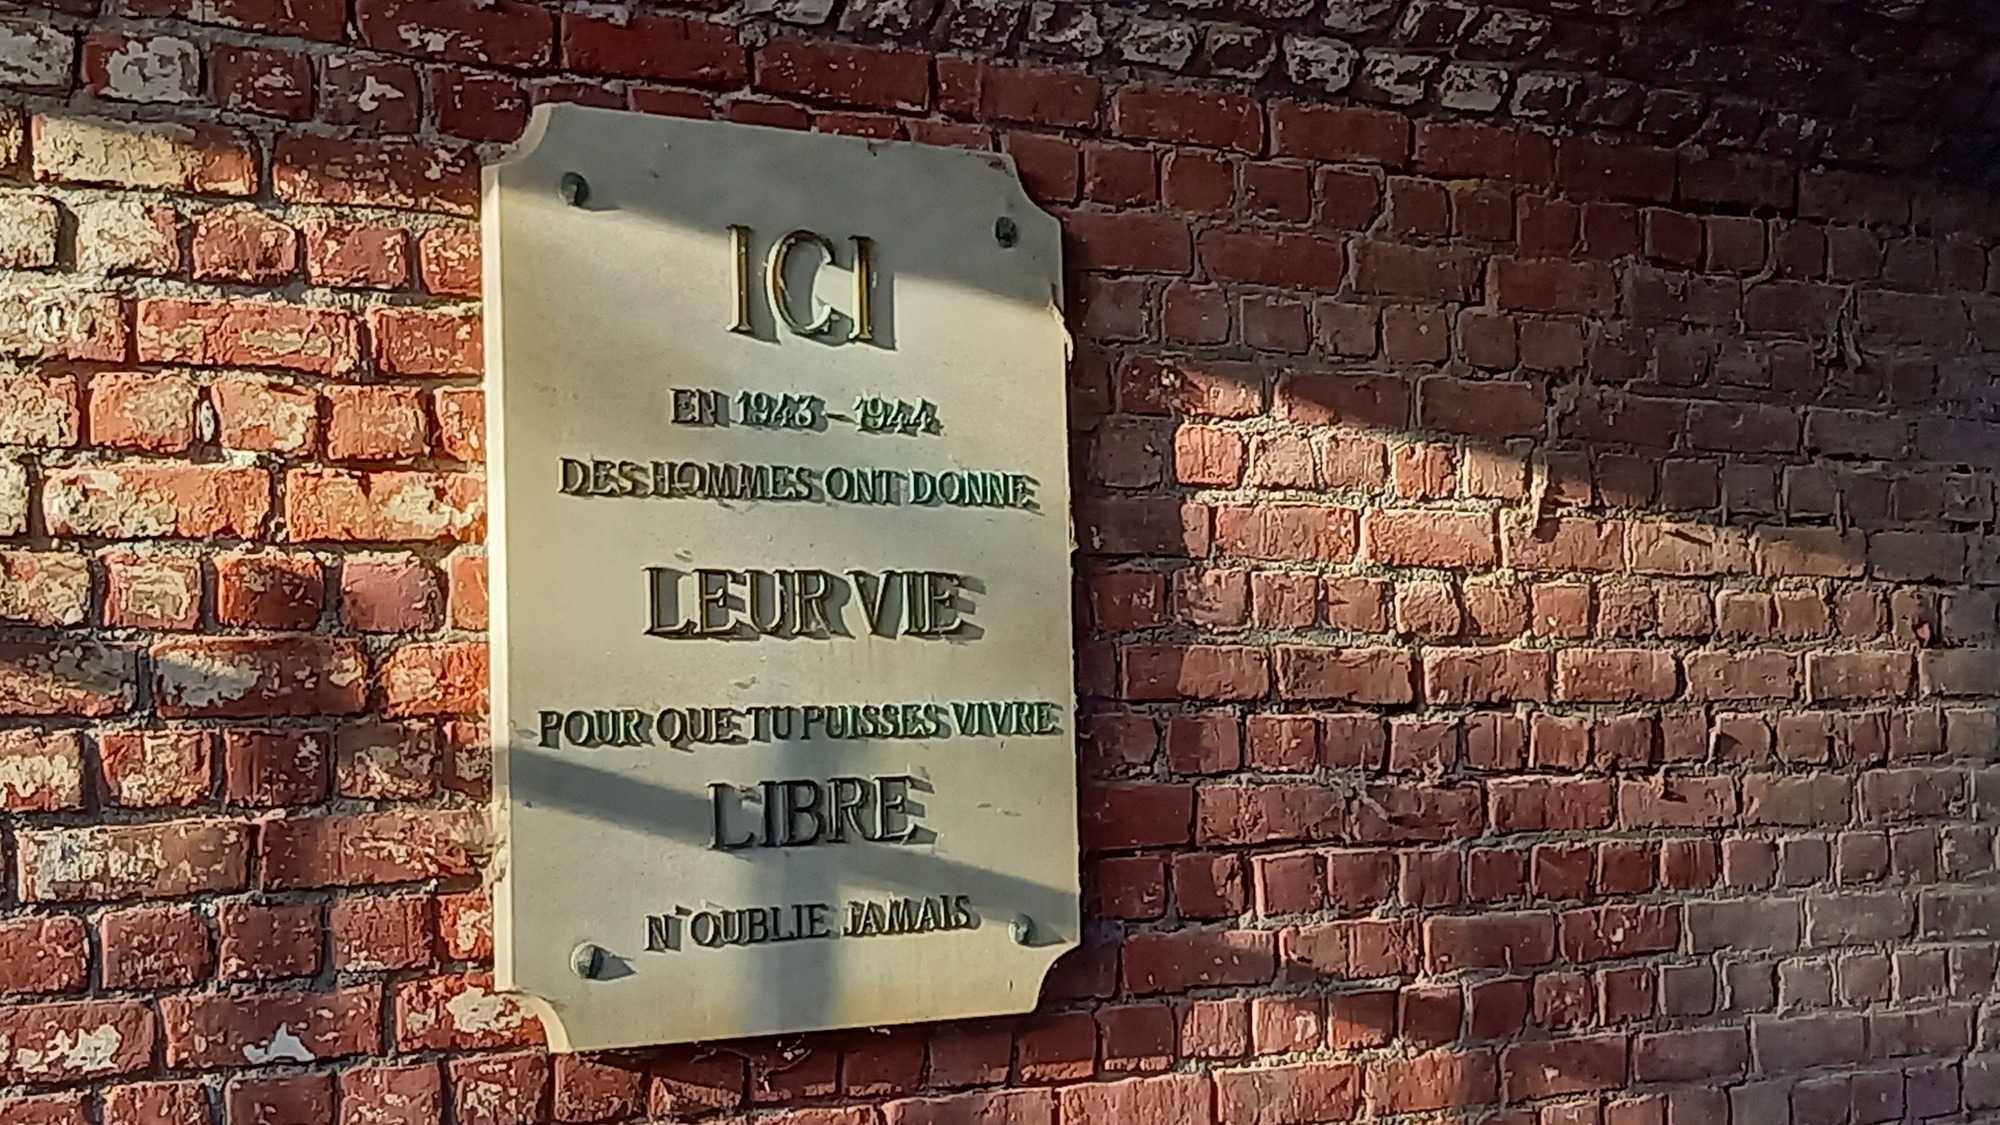 ICI
EN 1943-1944
DES HOMMES ONT DONNE
LEUR VIE
POUR QUE TU PUISSES VIVRE
LIBRE
N'OUBLIE JAMAIS